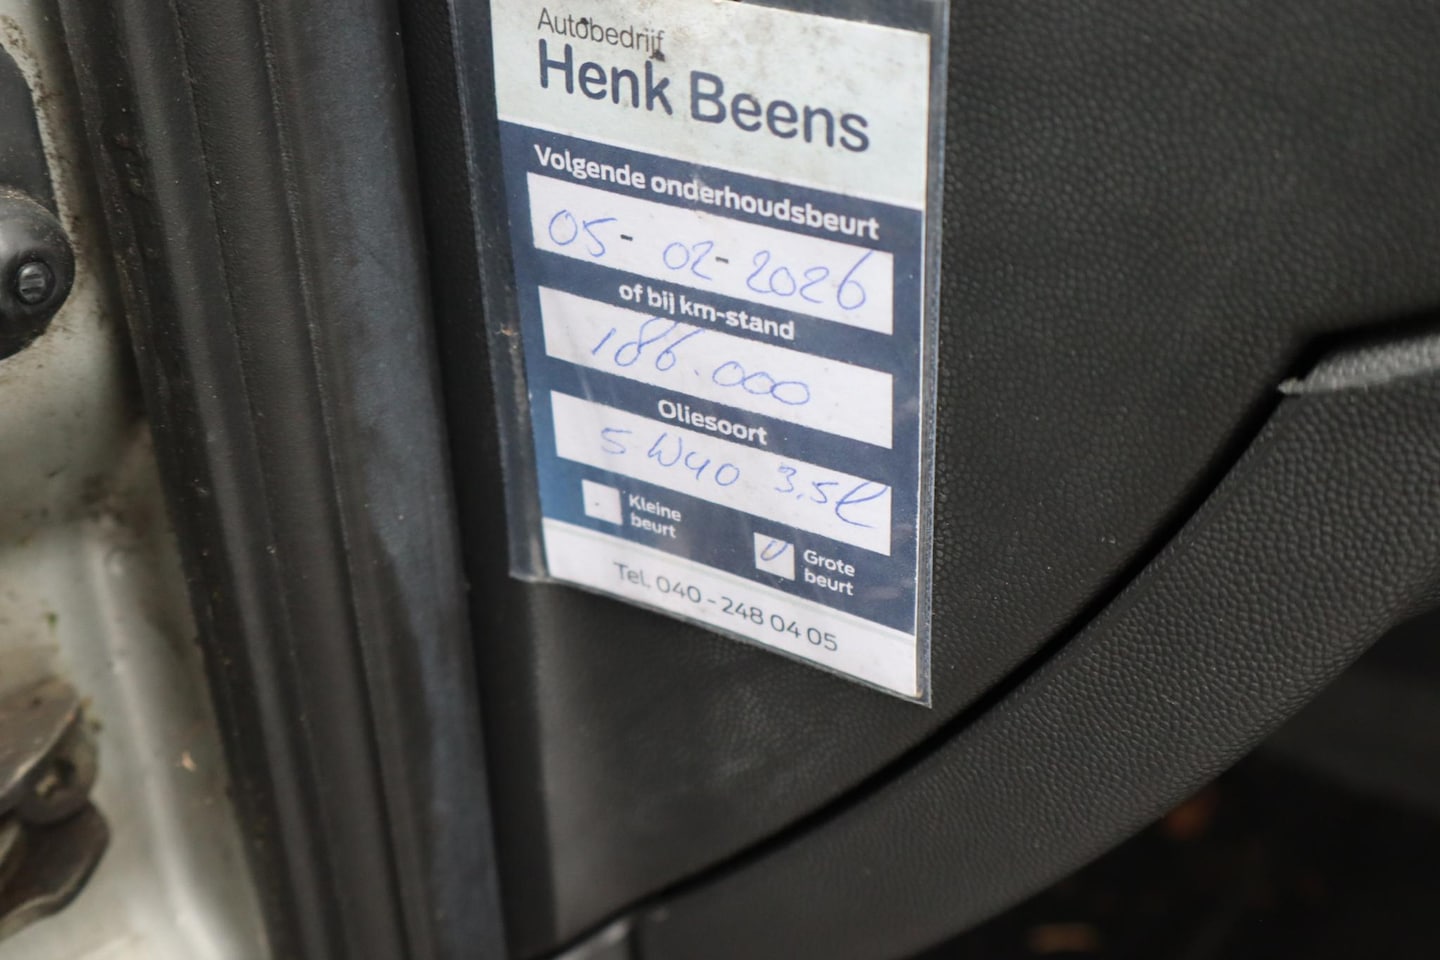 Autobedrijf
Henk Beens
Volgende onderhoudsbeurt
05-02-2026
of bij km-stand
186.000
Oliesoort
5W40 3.5l
Kleine
beurt
Grote
beurt
Tel. 040 - 248 04 05